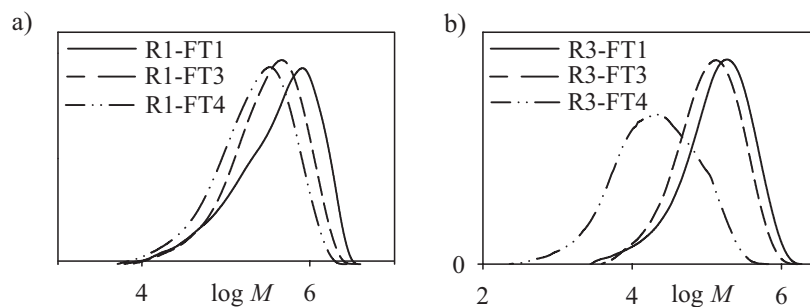 a)
R1-FT1
R1-FT3
R1-FT4
4
log M
6
b)
R3-FT1
R3-FT3
R3-FT4
0
2
4
log M
6